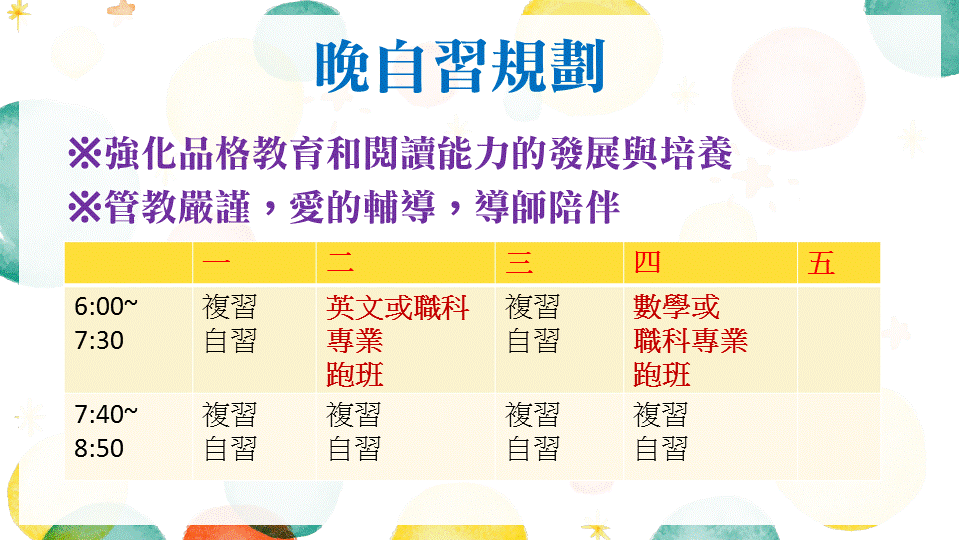 晚自習規劃
※強化品格教育和閱讀能力的發展與培養
※管教嚴謹，愛的輔導，導師陪伴
一 二 三 四 五
6:00~ 複習 英文或職科 複習 數學或
7:30 自習 專業 自習 職科專業
跑班 跑班
7:40~ 複習 複習 複習 複習
8:50 自習 自習 自習 自習